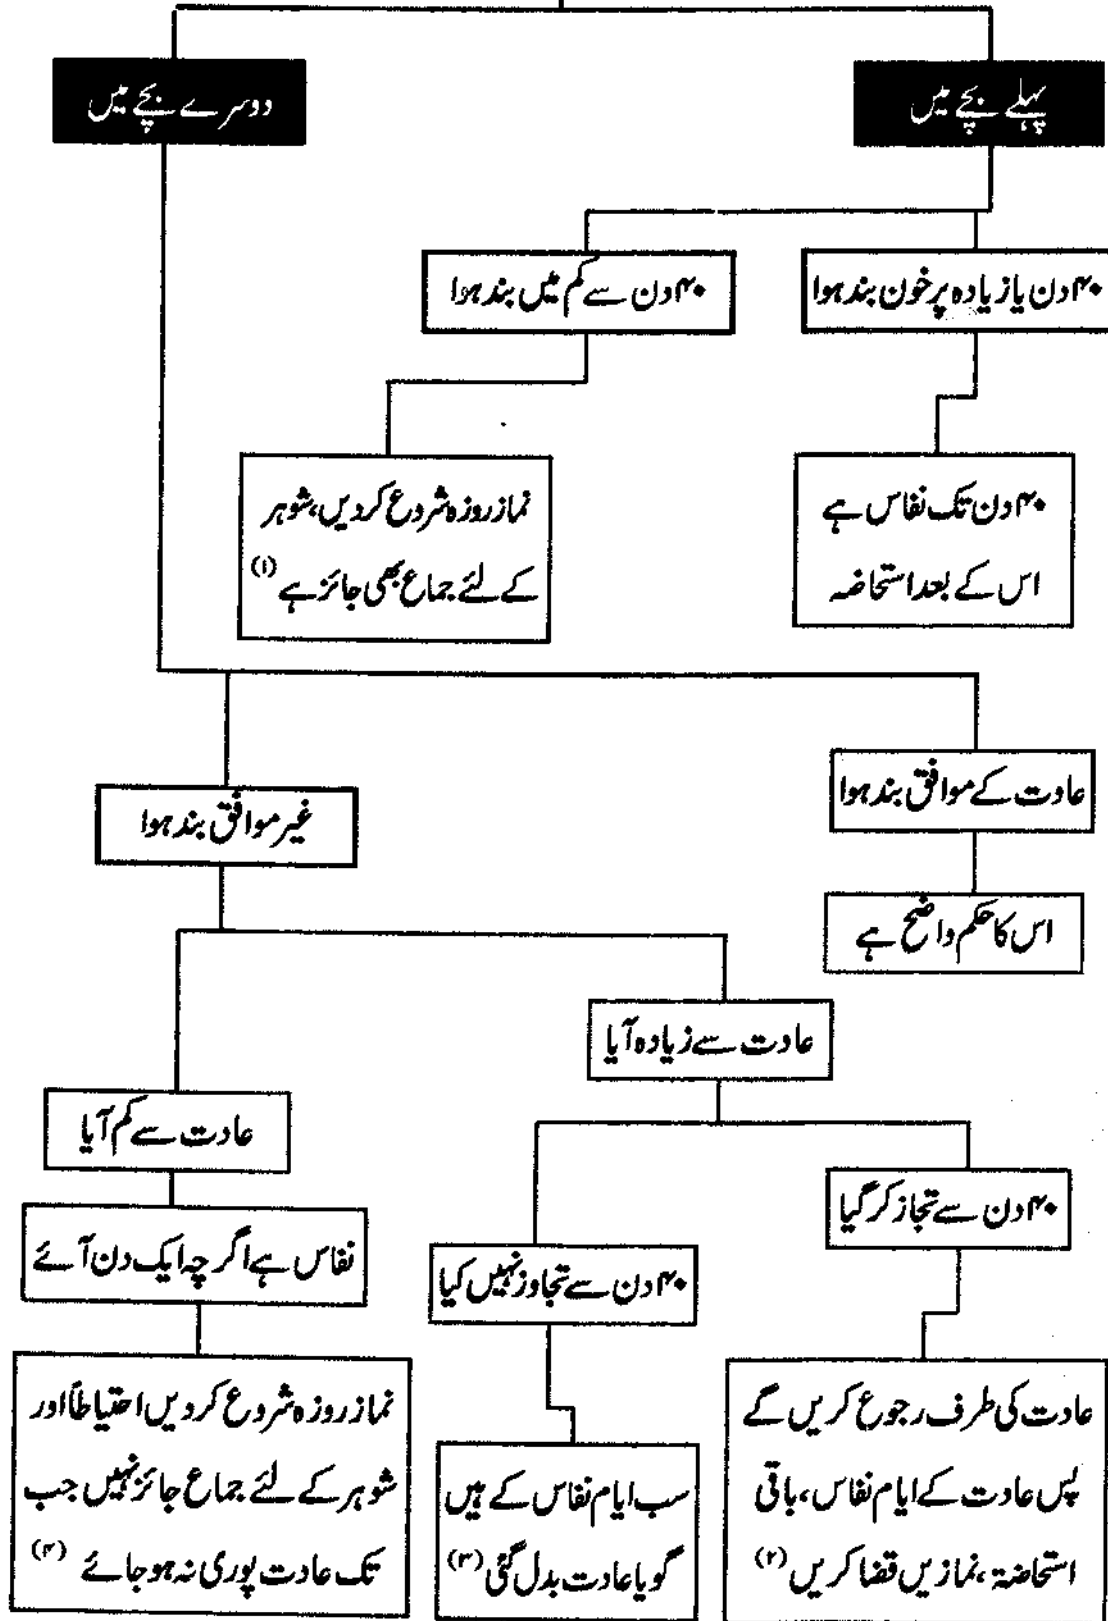 پہلے بچے میں
دوسرے بچے میں
۴۰ دن یا زیادہ پر خون بند ہوا
۴۰ دن سے کم میں بند ہوا
۴۰ دن تک نفاس ہے
اس کے بعد استحاضہ
نماز روزہ شروع کردیں، شوہر
کے لئے جماع بھی جائز ہے (۱)
عادت کے موافق بند ہوا
غیر موافق بند ہوا
اس کا حکم واضح ہے
عادت سے زیادہ آیا
عادت سے کم آیا
۴۰ دن سے تجاز کر گیا
۴۰ دن سے تجاوز نہیں کیا
نفاس ہے اگر چہ ایک دن آئے
عادت کی طرف رجوع کریں گے
پس عادت کے ایام نفاس، باقی
استحاضۃ، نمازیں قضا کریں (۲)
سب ایام نفاس کے ہیں
گویا عادت بدل گئی (۳)
نماز روزہ شروع کردیں احتیاطاً اور
شوہر کے لئے جماع جائز نہیں جب
تک عادت پوری نہ ہوجائے (۴)